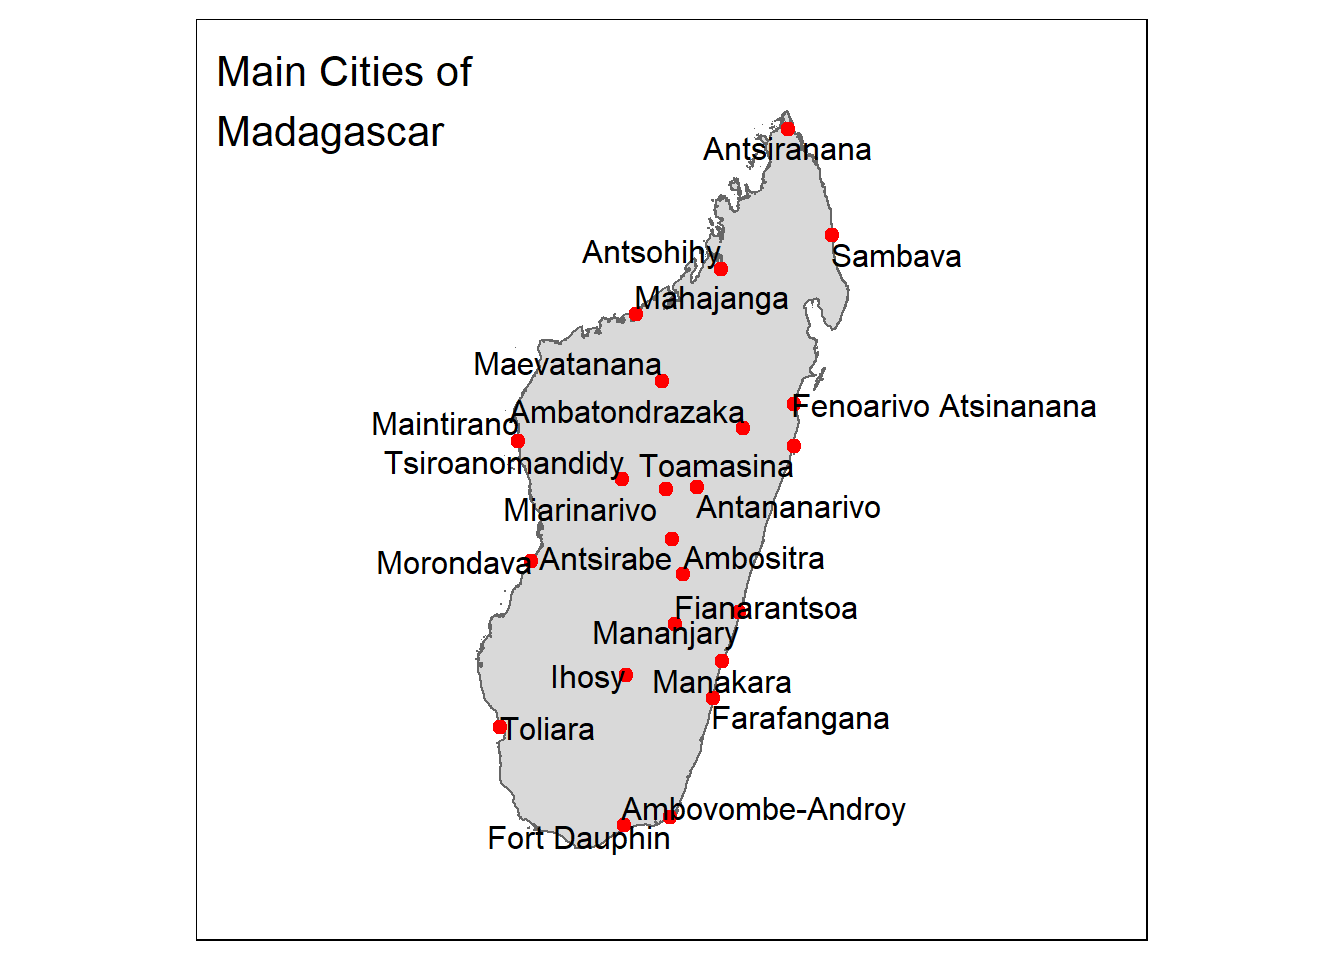 Main Cities of
Madagascar
Antsiranana
Antsohihy
Sambava
Mahajanga
Maevatanana
Ambatondrazaka
Fenoarivo Atsinanana
Maintirano
Tsiroanomandidy
Toamasina
Miarinarivo
Antananarivo
Morondava
Antsirabe
Ambositra
Fianarantsoa
Mananjary
Ihosy
Manakara
Farafangana
Toliara
Ambovombe-Androy
Fort Dauphin